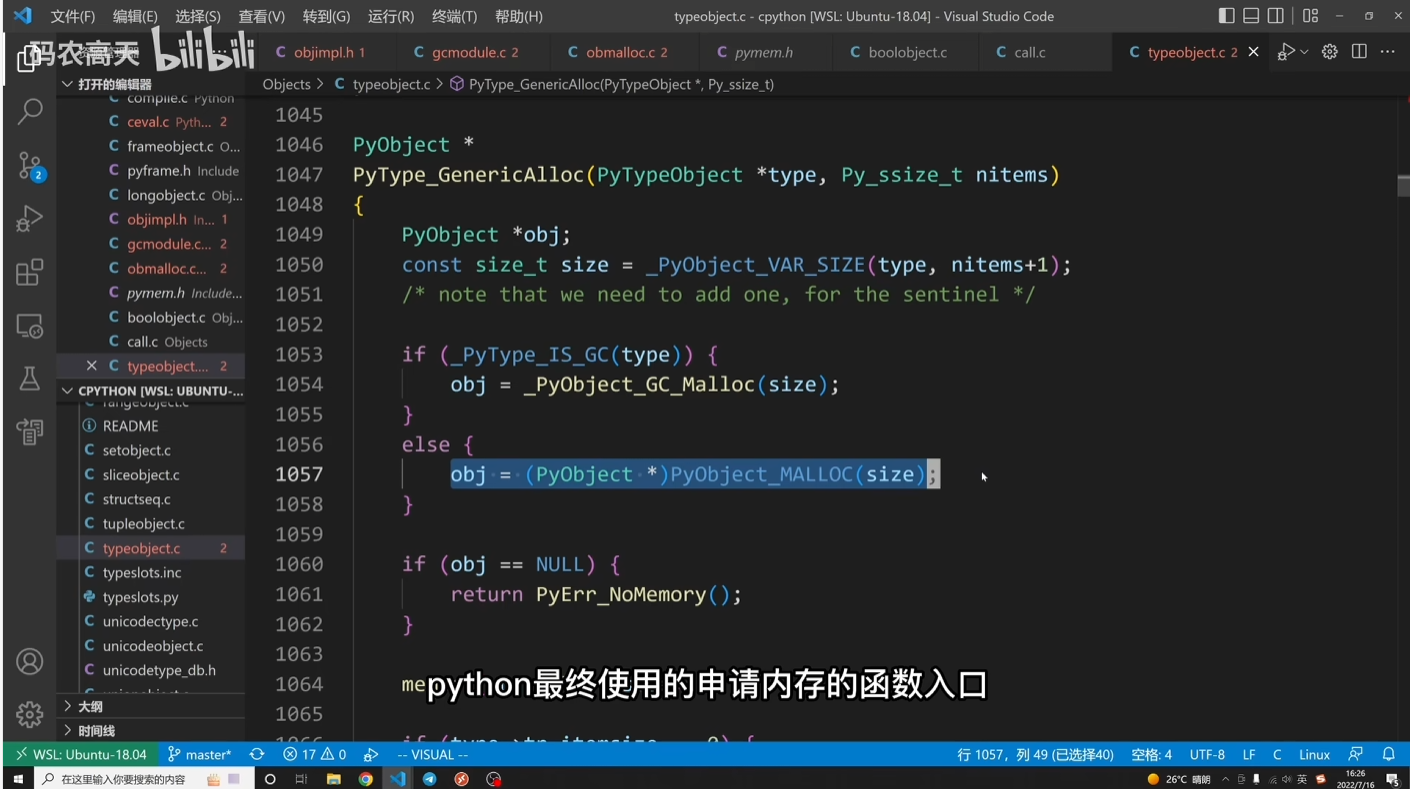 文件(F) 编辑(E) 选择(S) 查看(V) 转到(G) 运行(R) 终端(T) 帮助(H) typeobject.c - cpython [WSL: Ubuntu-18.04] - Visual Studio Code
码农高天 bilibili
C objimpl.h 1 C gcmodule.c 2 C obmalloc.c 2 C pymem.h C boolobject.c C call.c C typeobject.c 2
打开的编辑器
Objects > C typeobject.c > PyType_GenericAlloc(PyTypeObject *, Py_ssize_t)
C compile.c Python
C ceval.c Pyth... 2
C frameobject.c O...
C pyframe.h Include
C longobject.c Obj...
C objimpl.h In... 1
C gcmodule.c... 2
C obmalloc.c... 2
C pymem.h Include...
C boolobject.c Obj...
C call.c Objects
C typeobject.... 2
CPYTHON [WSL: UBUNTU-...
C rangeobject.c
README
C setobject.c
C sliceobject.c
C structseq.c
C tupleobject.c
C typeobject.c 2
C typeslots.inc
typeslots.py
C unicodectype.c
C unicodeobject.c
C unicodetype_db.h
大纲
时间线
1045
1046 PyObject *
1047 PyType_GenericAlloc(PyTypeObject *type, Py_ssize_t nitems)
1048 {
1049 PyObject *obj;
1050 const size_t size = _PyObject_VAR_SIZE(type, nitems+1);
1051 /* note that we need to add one, for the sentinel */
1052
1053 if (_PyType_IS_GC(type)) {
1054 obj = _PyObject_GC_Malloc(size);
1055 }
1056 else {
1057 obj = (PyObject *)PyObject_MALLOC(size);
1058 }
1059
1060 if (obj == NULL) {
1061 return PyErr_NoMemory();
1062 }
1063
1064 me
python最终使用的申请内存的函数入口
1065
WSL: Ubuntu-18.04 master* 17 0 -- VISUAL -- 行 1057，列 49 (已选择40) 空格: 4 UTF-8 LF C Linux
在这里输入你要搜索的内容 26°C 晴朗 英 16:26
2022/7/16 5